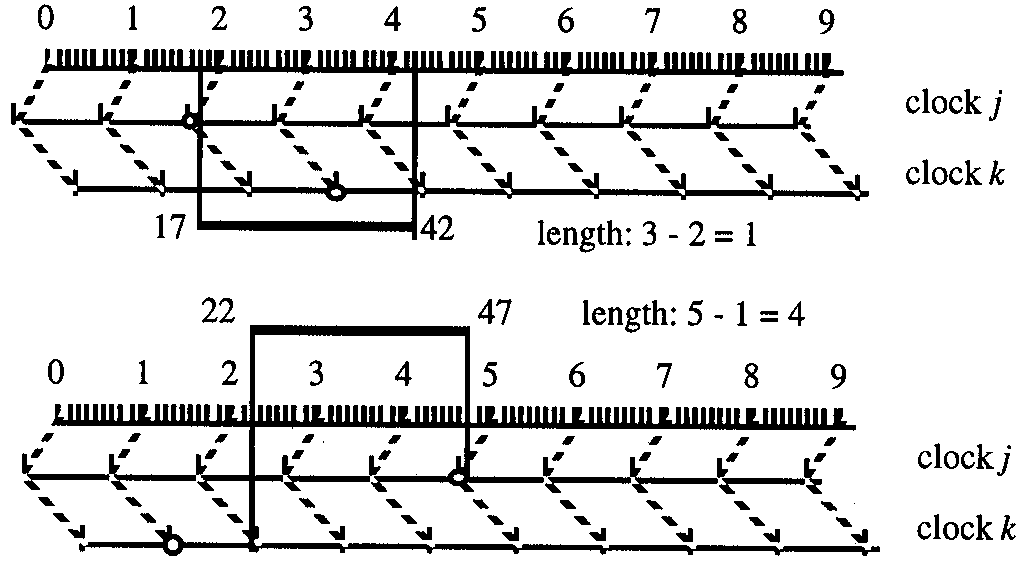 0 1 2 3 4 5 6 7 8 9
clock j
clock k
17 42 length: 3 - 2 = 1
22 47 length: 5 - 1 = 4
0 1 2 3 4 5 6 7 8 9
clock j
clock k